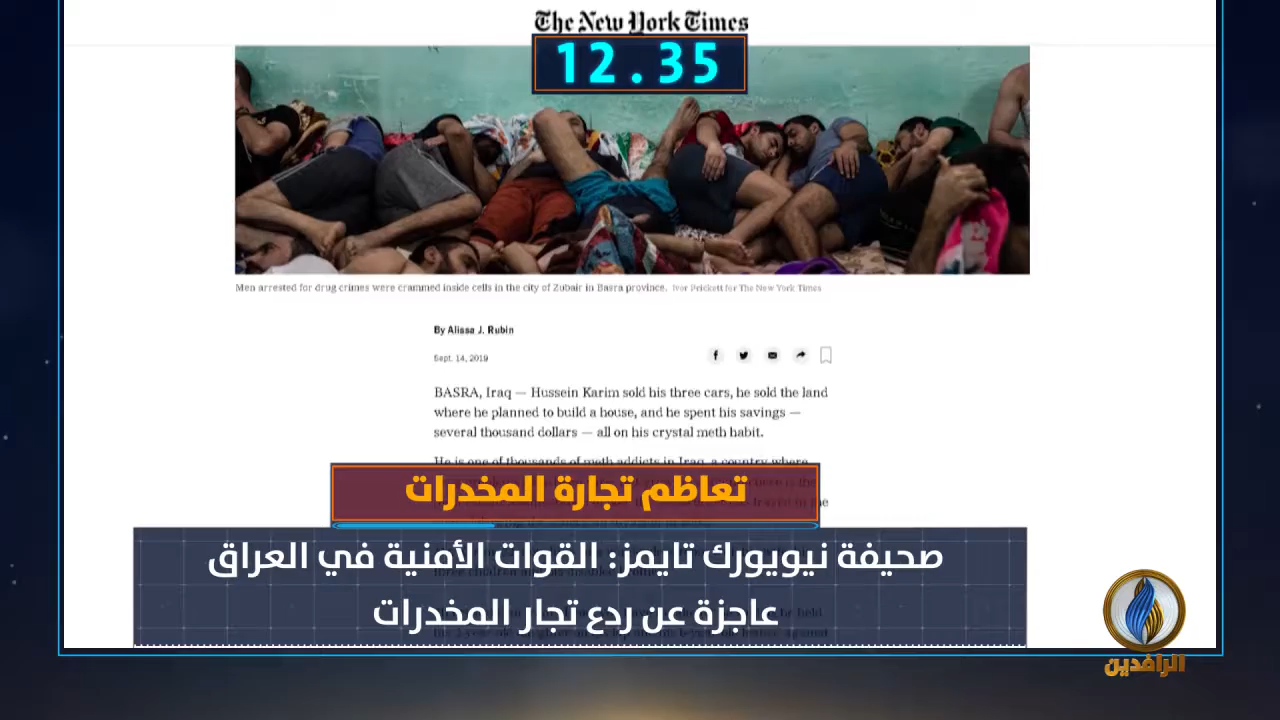 The New York Times
12.35
Men arrested for drug crimes were crammed inside cells in the city of Zubair in Basra province. Ivor Prickett for The New York Times
By Alissa J. Rubin
Sept. 14, 2019
BASRA, Iraq — Hussein Karim sold his three cars, he sold the land
where he planned to build a house, and he spent his savings —
several thousand dollars — all on his crystal meth habit.
He is one of thousands of meth addicts in Iraq, a country where
تعاظم تجارة المخدرات
صحيفة نيويورك تايمز: القوات الأمنية في العراق
عاجزة عن ردع تجار المخدرات
الرافدين